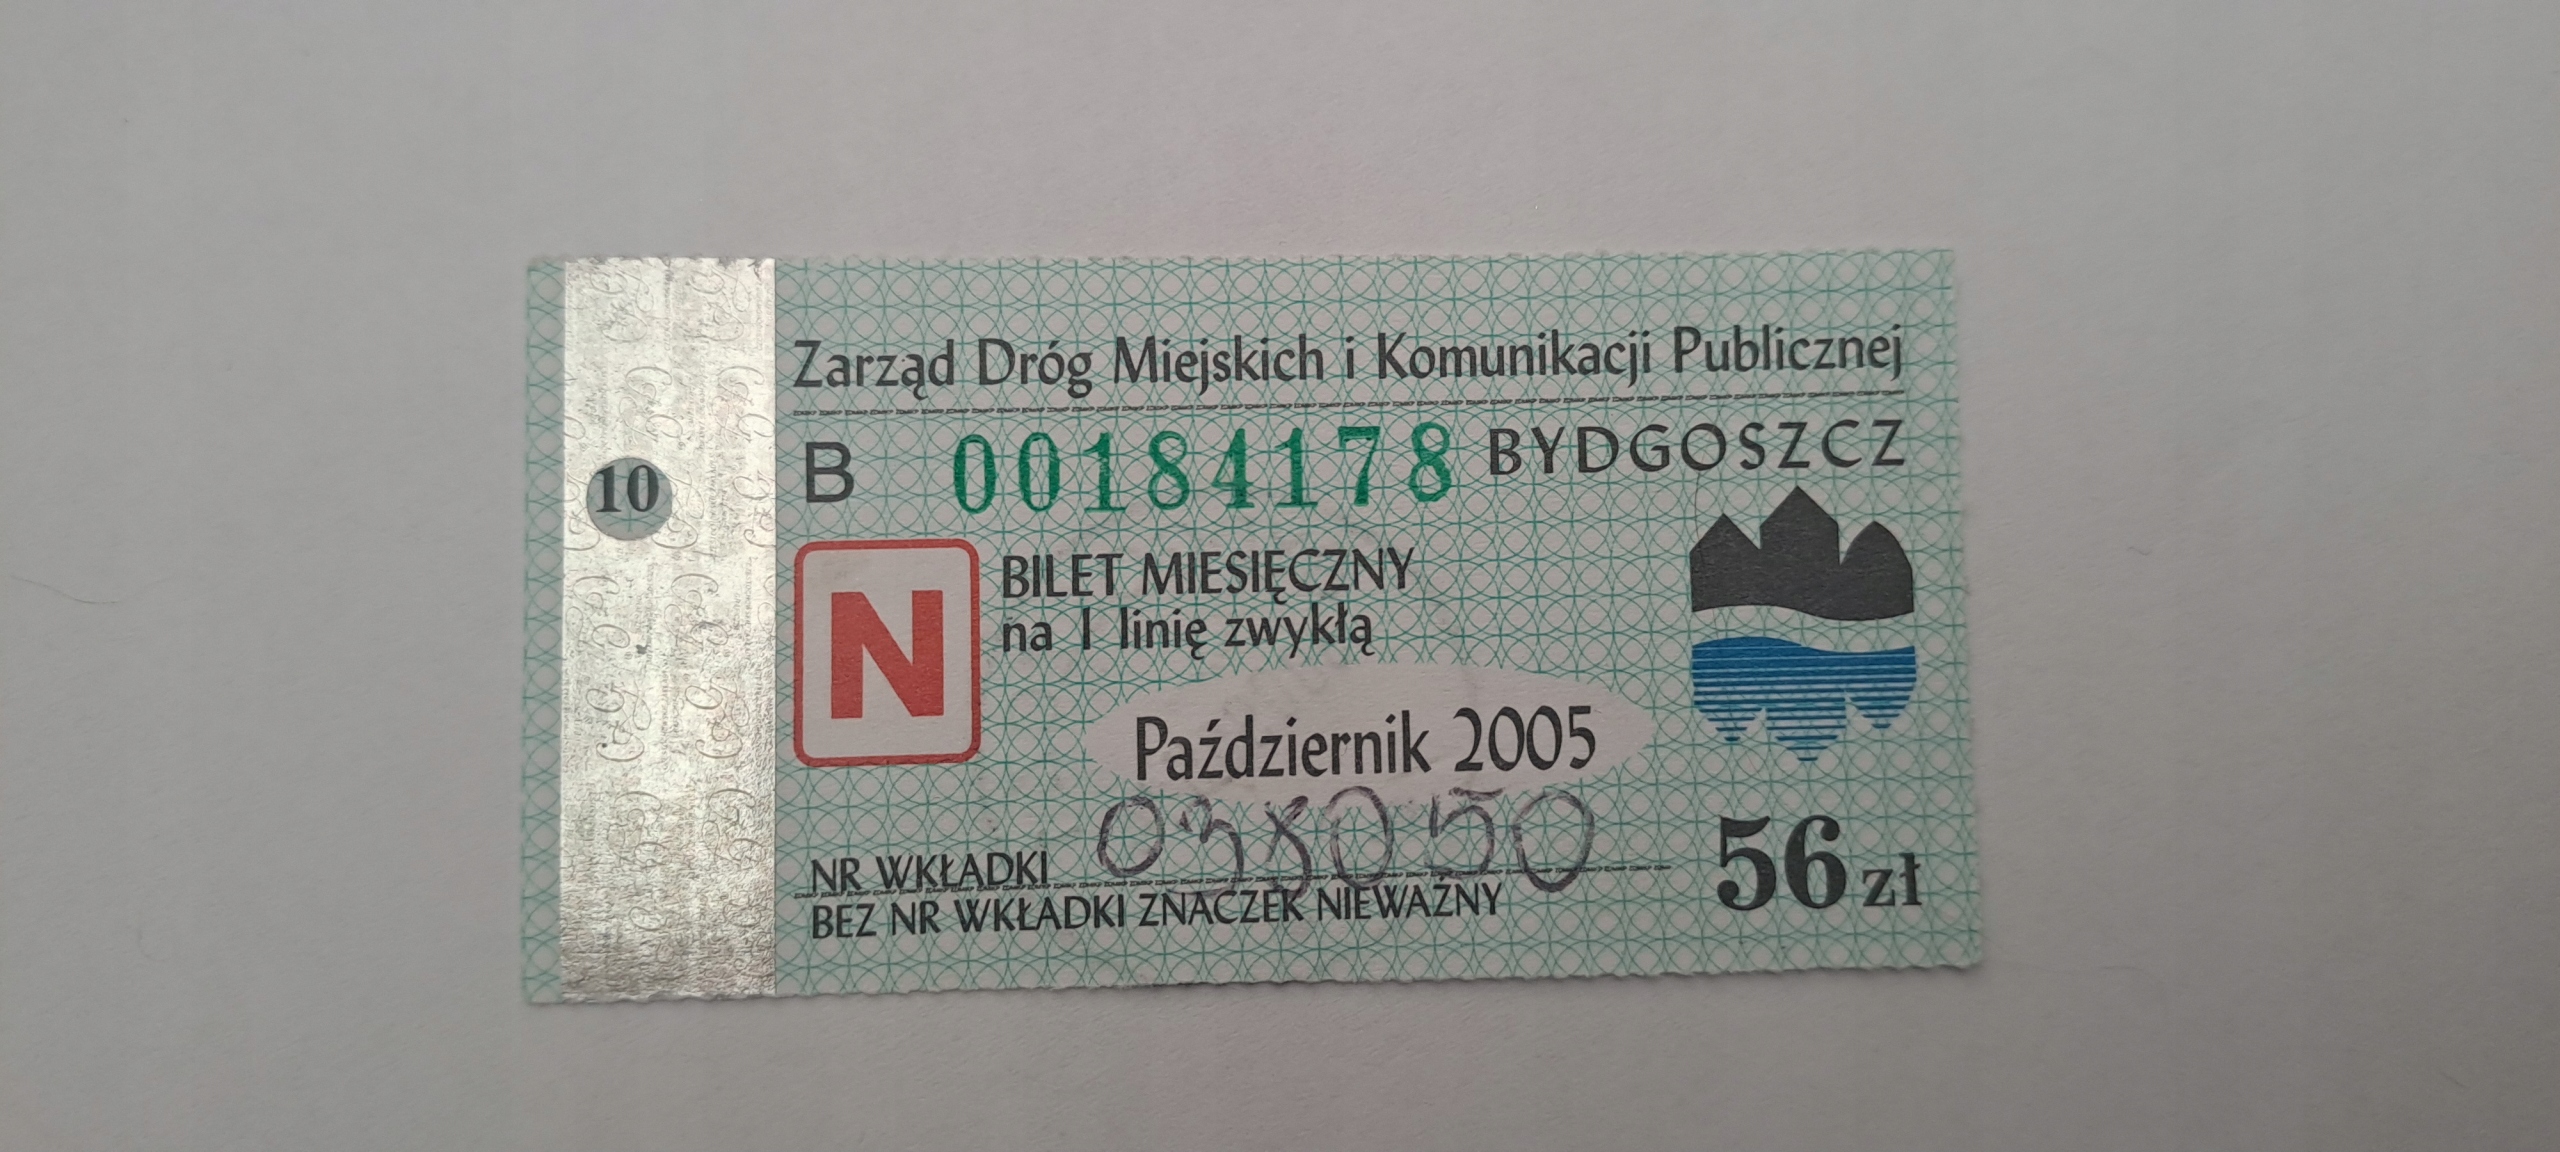 Zarząd Dróg Miejskich i Komunikacji Publicznej
B 00184178 BYDGOSZCZ
10
N
BILET MIESIĘCZNY
na 1 linię zwykłą
Październik 2005
NR WKŁADKI 038050
BEZ NR WKŁADKI ZNACZEK NIEWAŻNY
56 zł